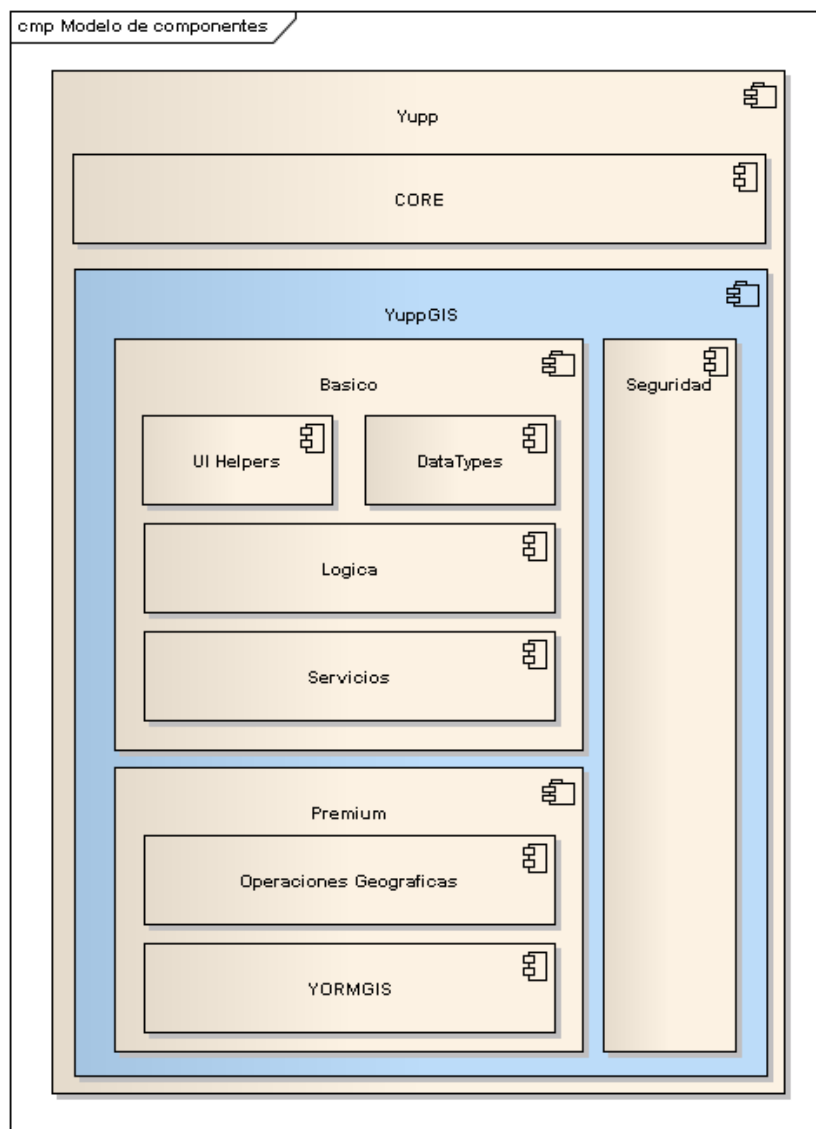 cmp Modelo de componentes
Yupp
CORE
YuppGIS
Basico
Seguridad
UI Helpers
DataTypes
Logica
Servicios
Premium
Operaciones Geograficas
YORMGIS